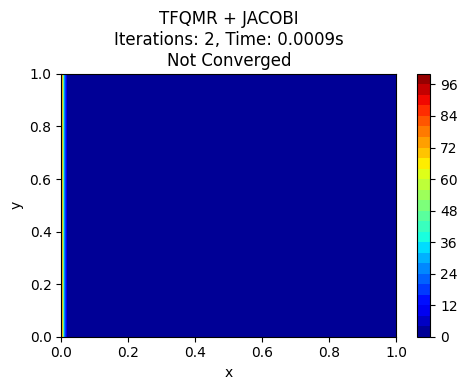 TFQMR + JACOBI
Iterations: 2, Time: 0.0009s
Not Converged
1.0
0.8
0.6
0.4
0.2
0.0
y
0.0 0.2 0.4 0.6 0.8 1.0
x
96
84
72
60
48
36
24
12
0